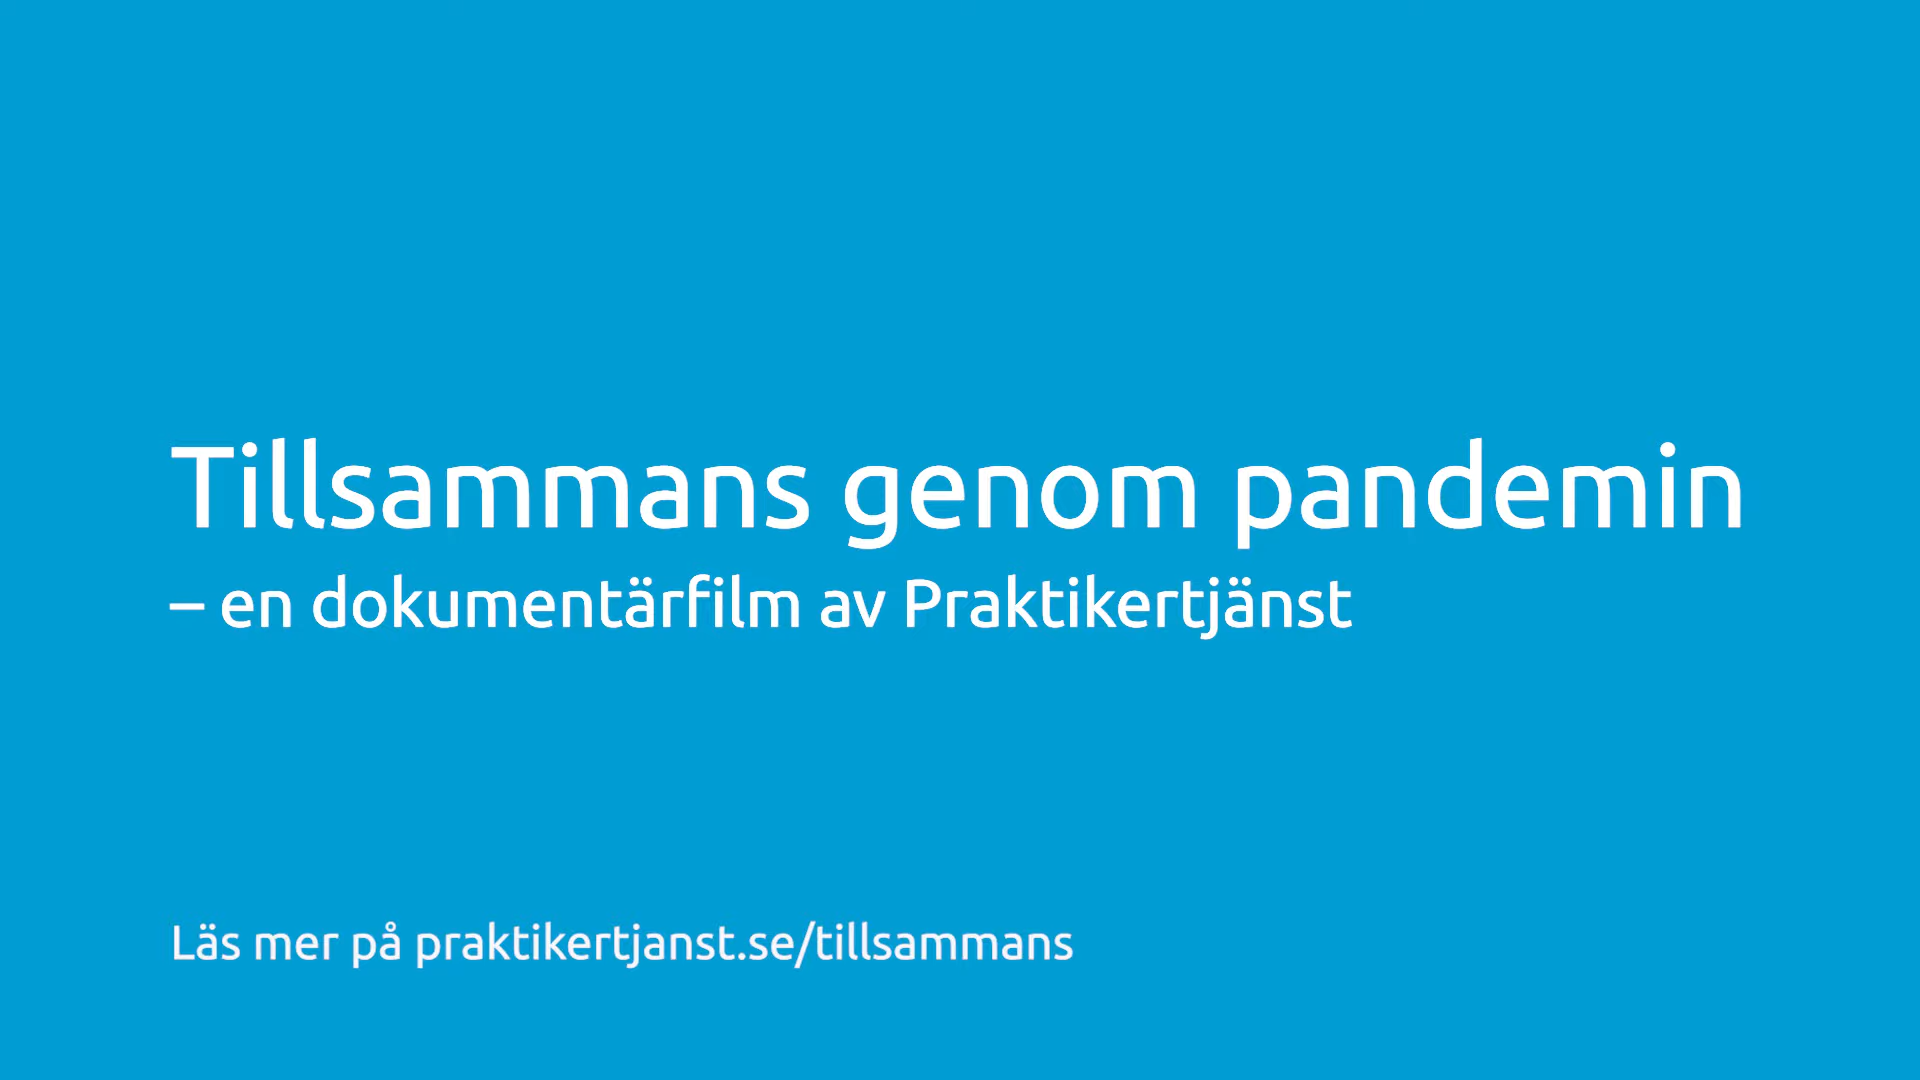 Tillsammans genom pandemin
– en dokumentärfilm av Praktikertjänst
Läs mer på praktikertjanst.se/tillsammans